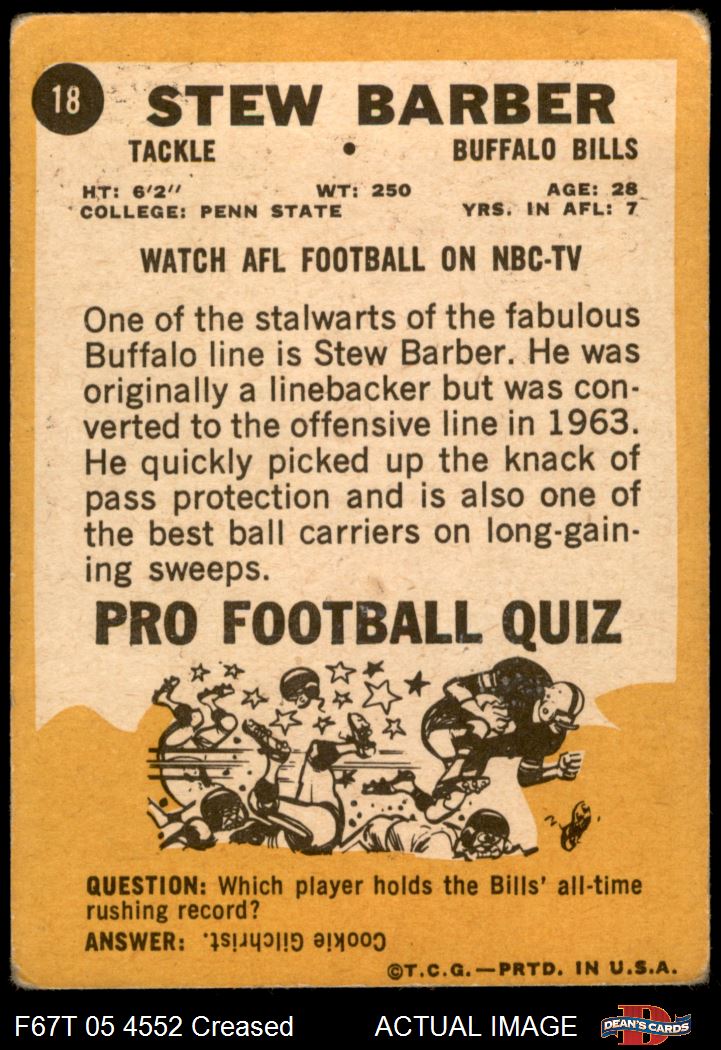 18
STEW BARBER
TACKLE • BUFFALO BILLS
HT: 6'2" WT: 250 AGE: 28
COLLEGE: PENN STATE YRS. IN AFL: 7
WATCH AFL FOOTBALL ON NBC-TV
One of the stalwarts of the fabulous
Buffalo line is Stew Barber. He was
originally a linebacker but was con-
verted to the offensive line in 1963.
He quickly picked up the knack of
pass protection and is also one of
the best ball carriers on long-gain-
ing sweeps.
PRO FOOTBALL QUIZ
QUESTION: Which player holds the Bills' all-time
rushing record?
ANSWER: Cookie Gilchrist.
©T.C.G.—PRTD. IN U.S.A.
F67T 05 4552 Creased ACTUAL IMAGE D DEAN'S CARDS